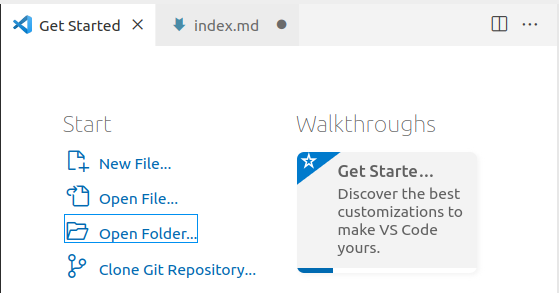 Get Started
index.md
Start
Walkthroughs
New File...
Open File...
Open Folder...
Clone Git Repository...
Get Starte...
Discover the best
customizations to
make VS Code
yours.